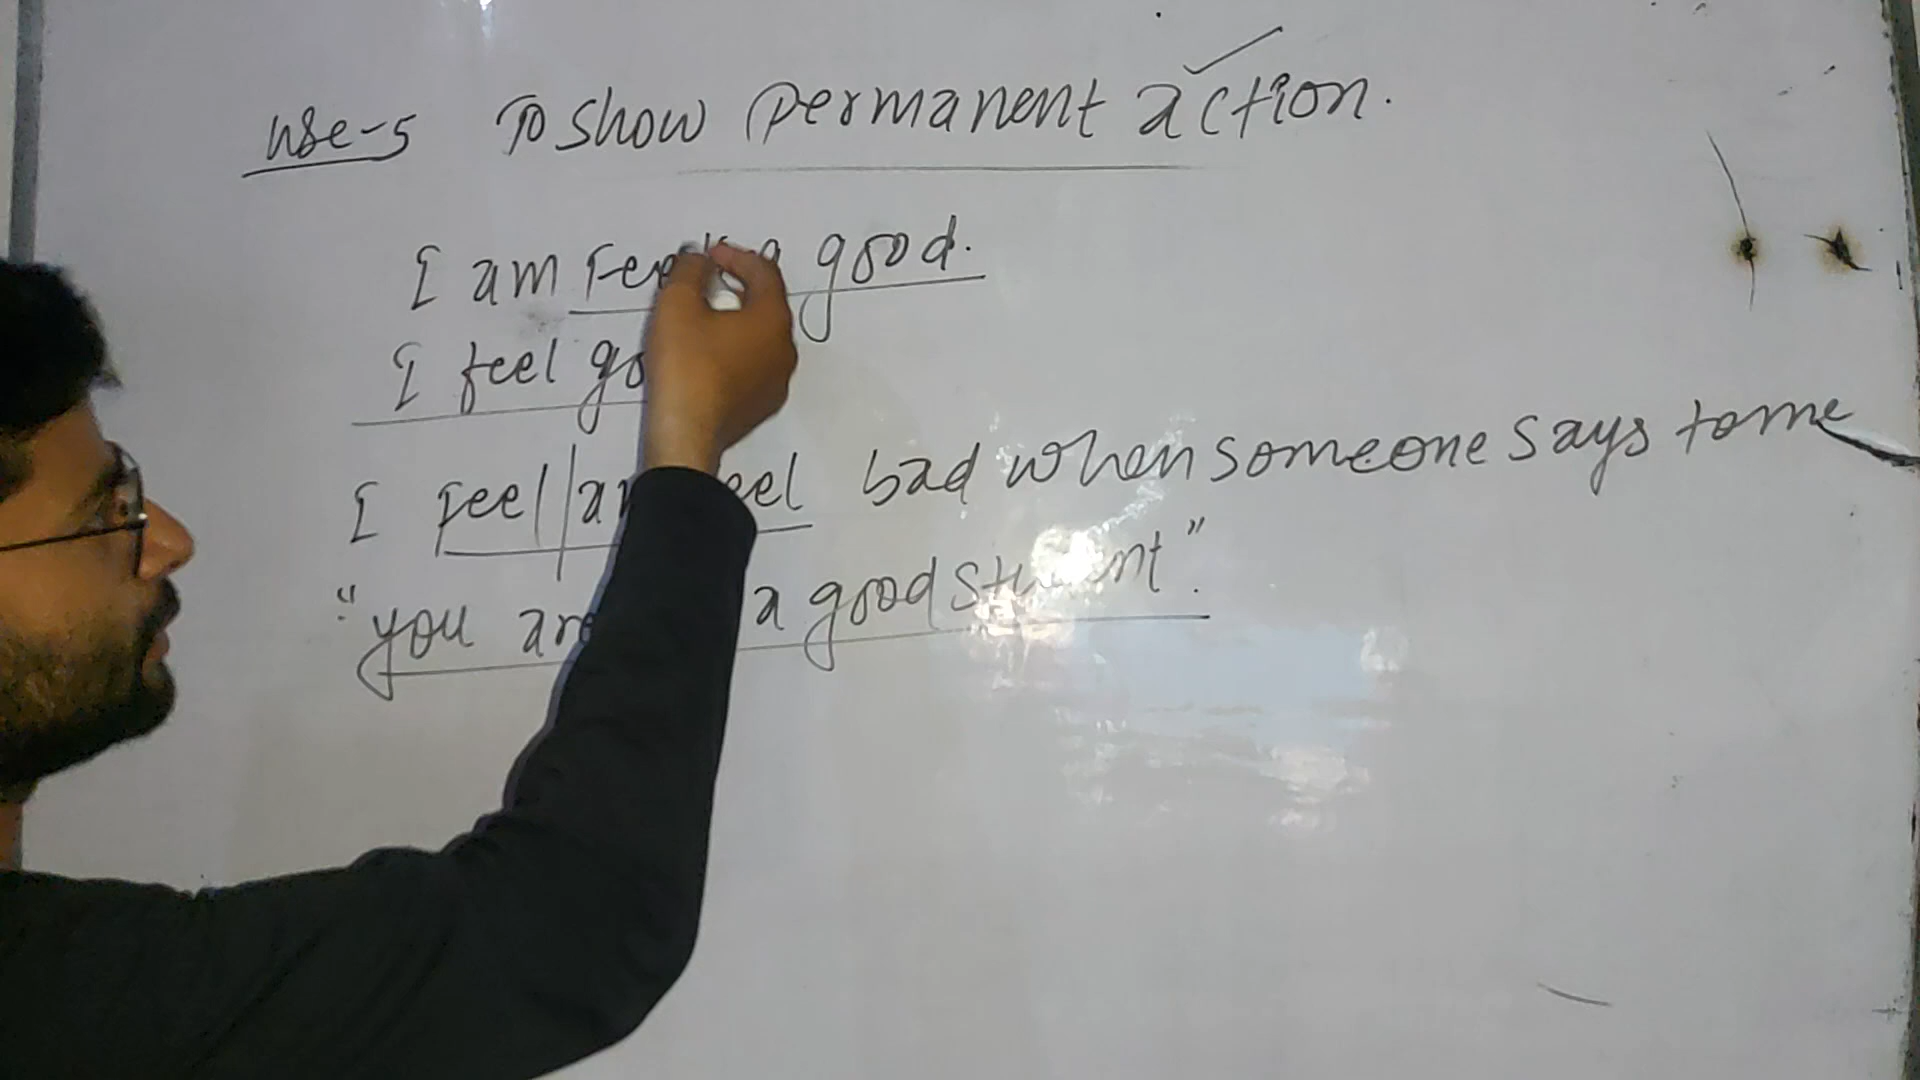 Use-5 To show permanent action.
I am good.
I feel
I feel bad when someone says to me
"you are a good student".